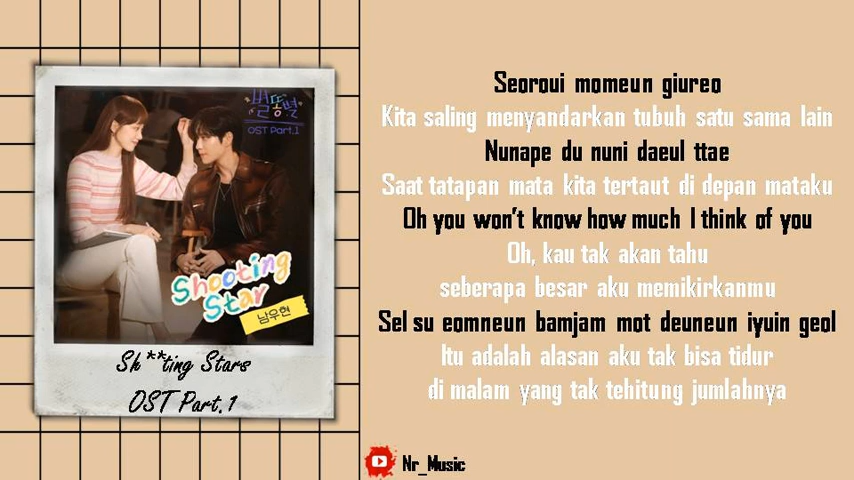 별똥별
OST Part.1
Shooting
Star
남우현
Sh**ting Stars
OST Part.1
Seoroui momeun giureo
Kita saling menyandarkan tubuh satu sama lain
Nunape du nuni daeul ttae
Saat tatapan mata kita tertaut di depan mataku
Oh you won't know how much I think of you
Oh, kau tak akan tahu
seberapa besar aku memikirkanmu
Sel su eomneun bamjam mot deuneun iyuin geol
Itu adalah alasan aku tak bisa tidur
di malam yang tak tehitung jumlahnya
Nr_Music